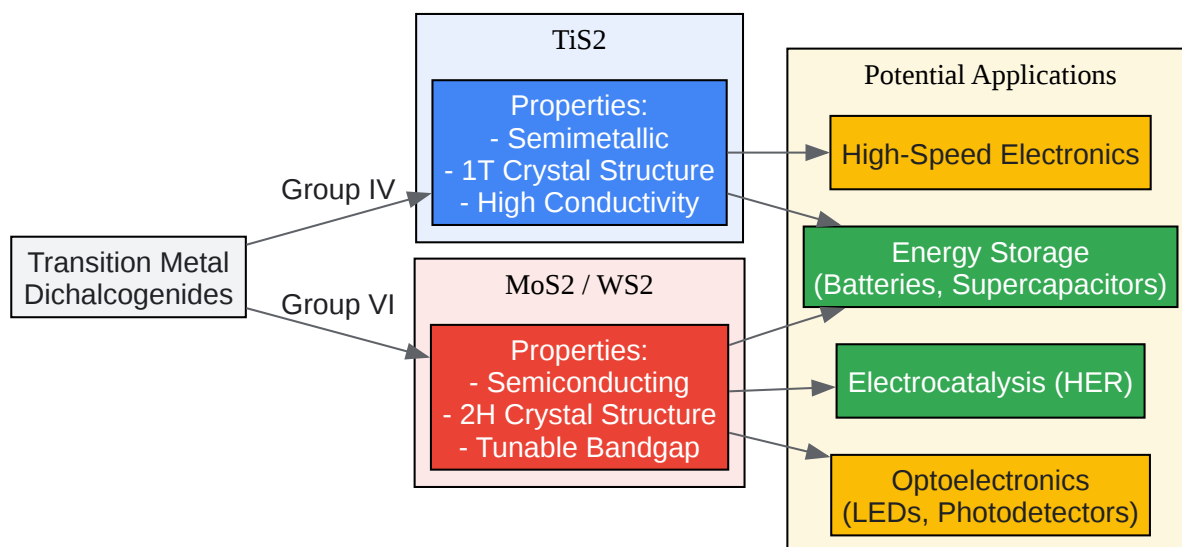 Transition Metal
Dichalcogenides
Group IV
Group VI
TiS2
Properties:
- Semimetallic
- 1T Crystal Structure
- High Conductivity
MoS2 / WS2
Properties:
- Semiconducting
- 2H Crystal Structure
- Tunable Bandgap
Potential Applications
High-Speed Electronics
Energy Storage
(Batteries, Supercapacitors)
Electrocatalysis (HER)
Optoelectronics
(LEDs, Photodetectors)